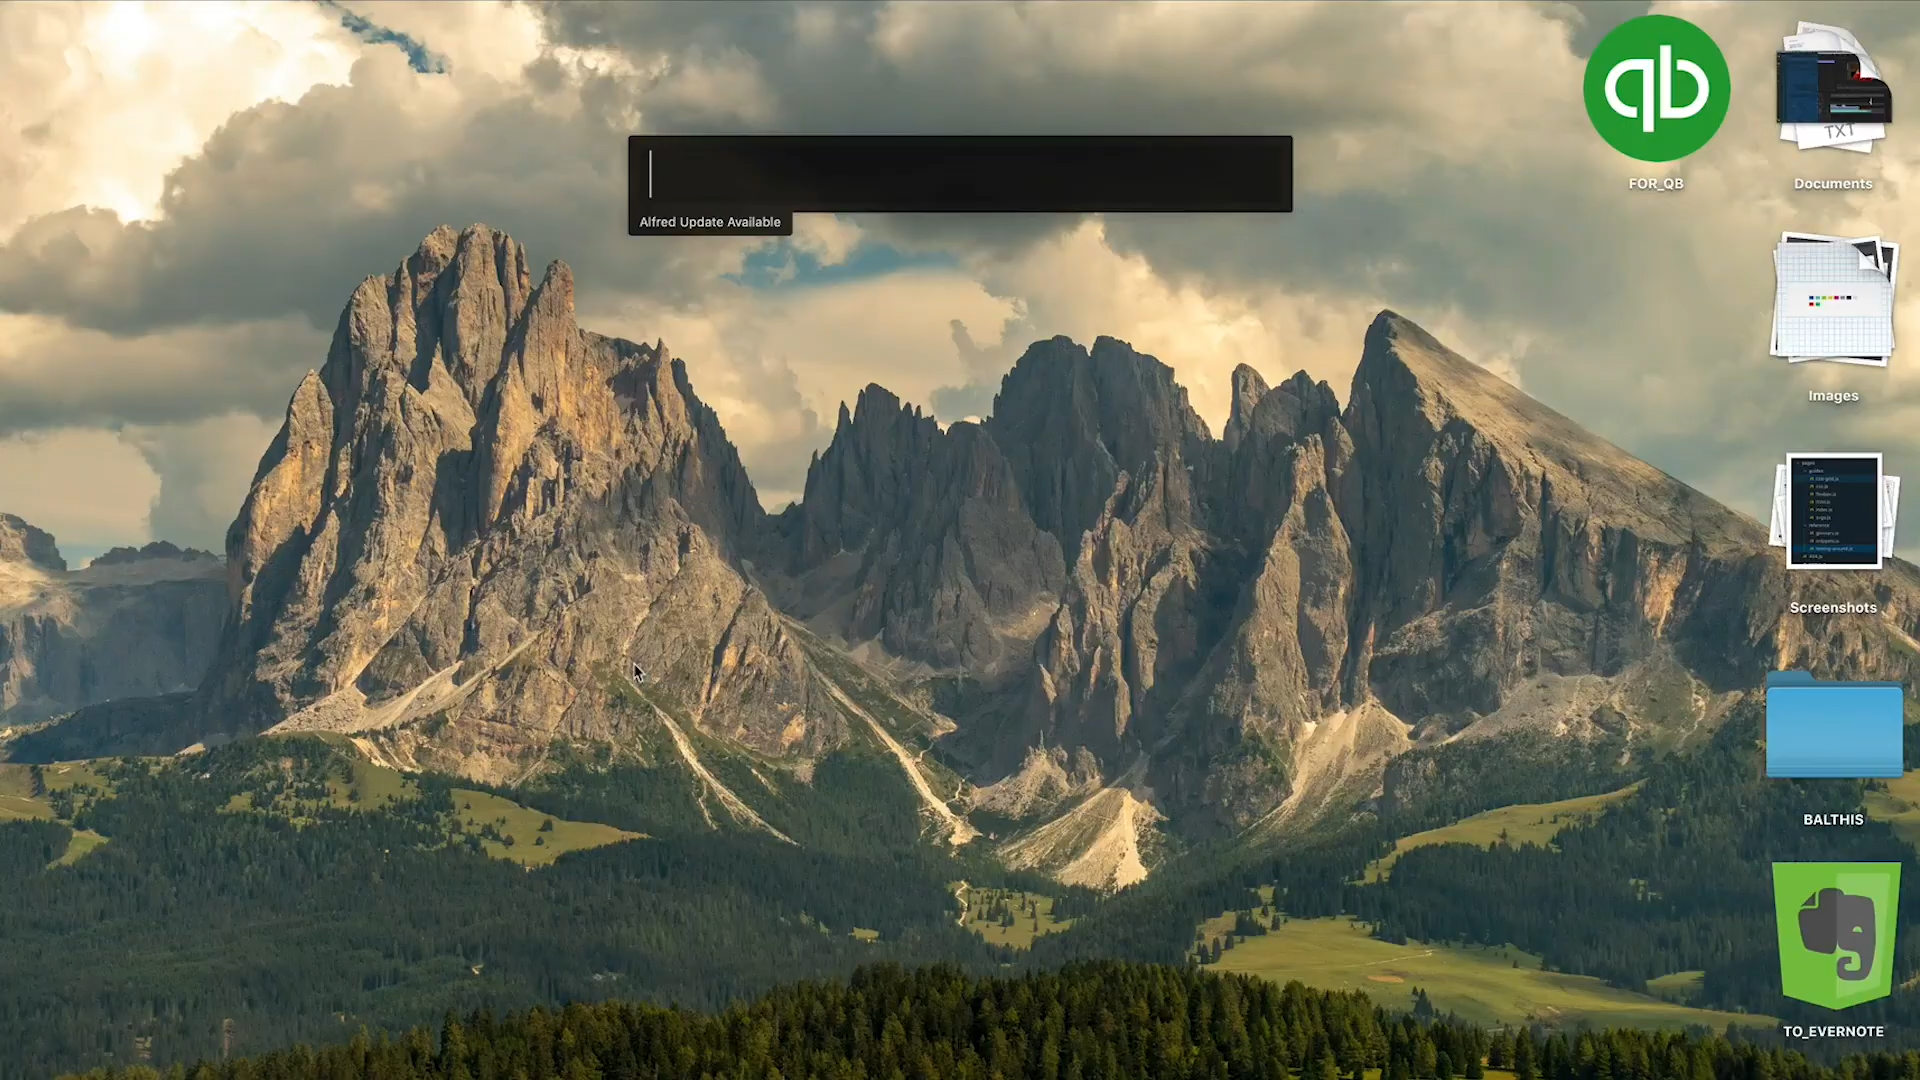 qb
FOR_QB
TXT
Documents
Alfred Update Available
Images
Screenshots
BALTHIS
TO_EVERNOTE